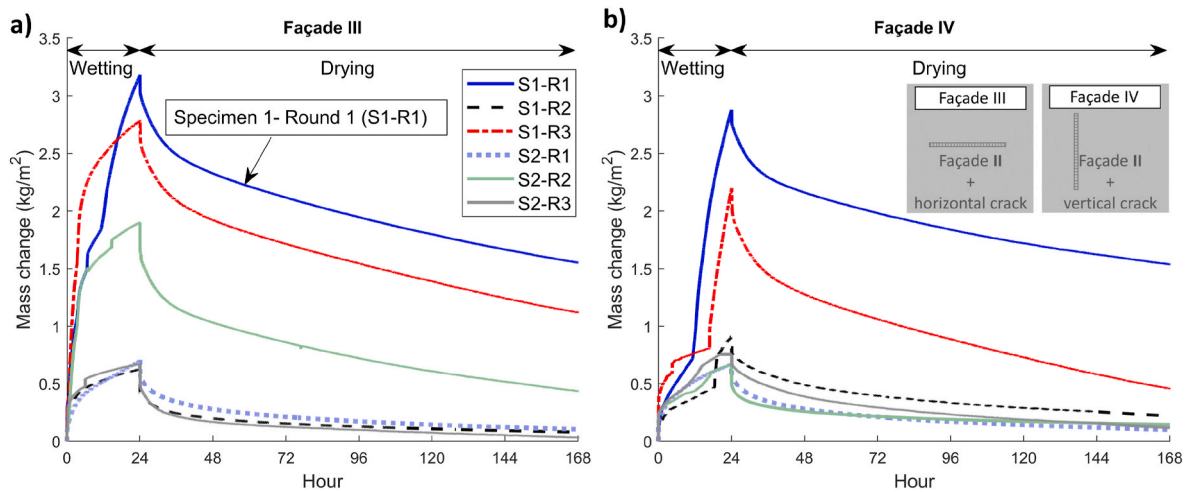 a)
Façade III
Wetting
Drying
3.5
3
2.5
2
1.5
1
0.5
0
Mass change (kg/m²)
0
24
48
72
96
120
144
168
Hour
Specimen 1- Round 1 (S1-R1)
S1-R1
S1-R2
S1-R3
S2-R1
S2-R2
S2-R3
b)
Façade IV
Wetting
Drying
3.5
3
2.5
2
1.5
1
0.5
0
Mass change (kg/m²)
0
24
48
72
96
120
144
168
Hour
Façade III
Façade II
+
horizontal crack
Façade IV
Façade II
+
vertical crack